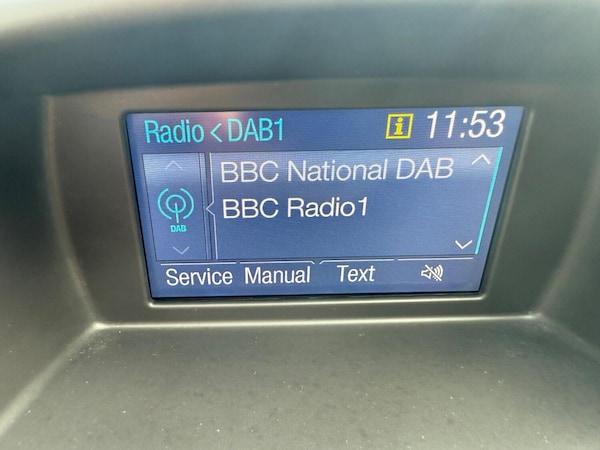 Radio < DAB1 i 11:53
BBC National DAB
BBC Radio1
DAB
Service Manual Text